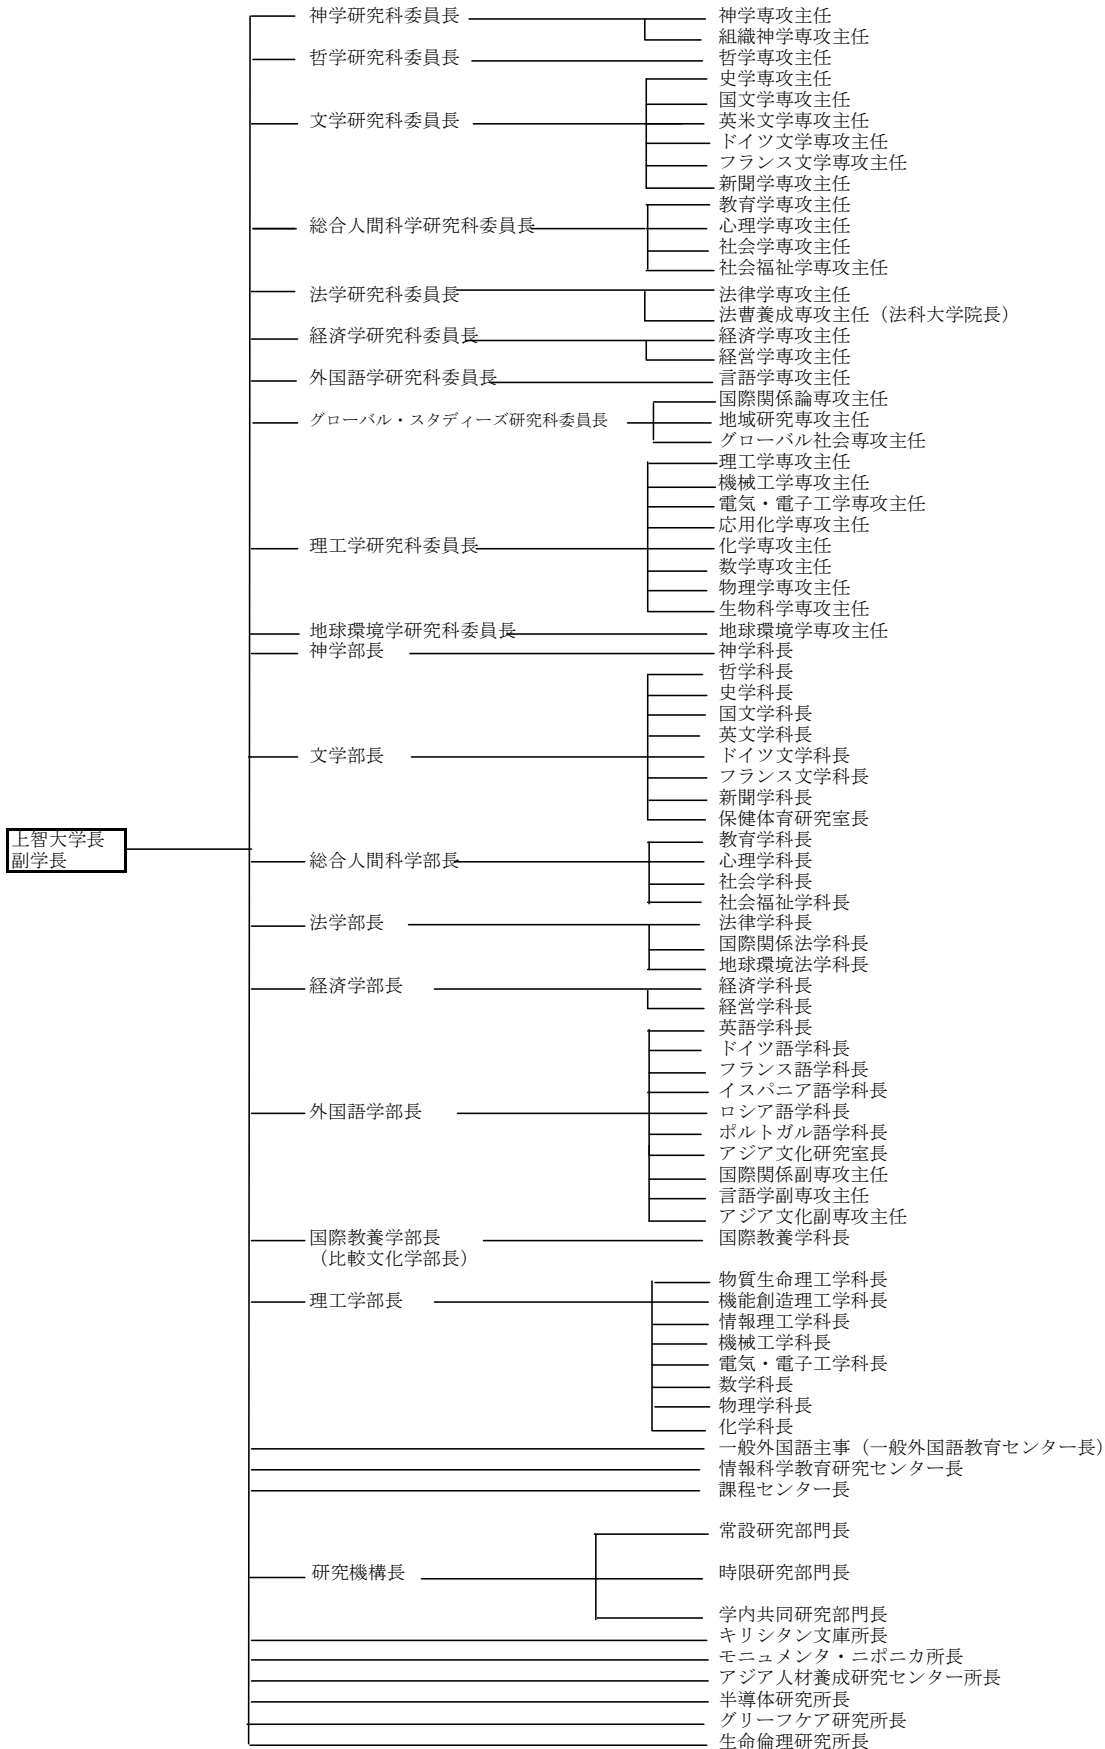 神学研究科委員長
神学専攻主任
組織神学専攻主任
哲学研究科委員長
哲学専攻主任
史学専攻主任
国文学専攻主任
文学研究科委員長
英米文学専攻主任
ドイツ文学専攻主任
フランス文学専攻主任
新聞学専攻主任
教育学専攻主任
総合人間科学研究科委員長
心理学専攻主任
社会学専攻主任
社会福祉学専攻主任
法学研究科委員長
法律学専攻主任
法曹養成専攻主任（法科大学院長）
経済学研究科委員長
経済学専攻主任
経営学専攻主任
外国語学研究科委員長
言語学専攻主任
国際関係論専攻主任
グローバル・スタディーズ研究科委員長
地域研究専攻主任
グローバル社会専攻主任
理工学専攻主任
機械工学専攻主任
電気・電子工学専攻主任
応用化学専攻主任
理工学研究科委員長
化学専攻主任
数学専攻主任
物理学専攻主任
生物科学専攻主任
地球環境学研究科委員長
地球環境学専攻主任
神学部長
神学科長
哲学科長
史学科長
国文学科長
英文学科長
文学部長
ドイツ文学科長
フランス文学科長
新聞学科長
保健体育研究室長
上智大学長
副学長
教育学科長
総合人間科学部長
心理学科長
社会学科長
社会福祉学科長
法学部長
法律学科長
国際関係法学科長
地球環境法学科長
経済学部長
経済学科長
経営学科長
英語学科長
ドイツ語学科長
フランス語学科長
イスパニア語学科長
外国語学部長
ロシア語学科長
ポルトガル語学科長
アジア文化研究室長
国際関係副専攻主任
言語学副専攻主任
アジア文化副専攻主任
国際教養学部長
（比較文化学部長）
国際教養学科長
物質生命理工学科長
理工学部長
機能創造理工学科長
情報理工学科長
機械工学科長
電気・電子工学科長
数学科長
物理学科長
化学科長
一般外国語主事（一般外国語教育センター長）
情報科学教育研究センター長
課程センター長
常設研究部門長
研究機構長
時限研究部門長
学内共同研究部門長
キリシタン文庫所長
モニュメンタ・ニポニカ所長
アジア人材養成研究センター所長
半導体研究所長
グリーフケア研究所長
生命倫理研究所長